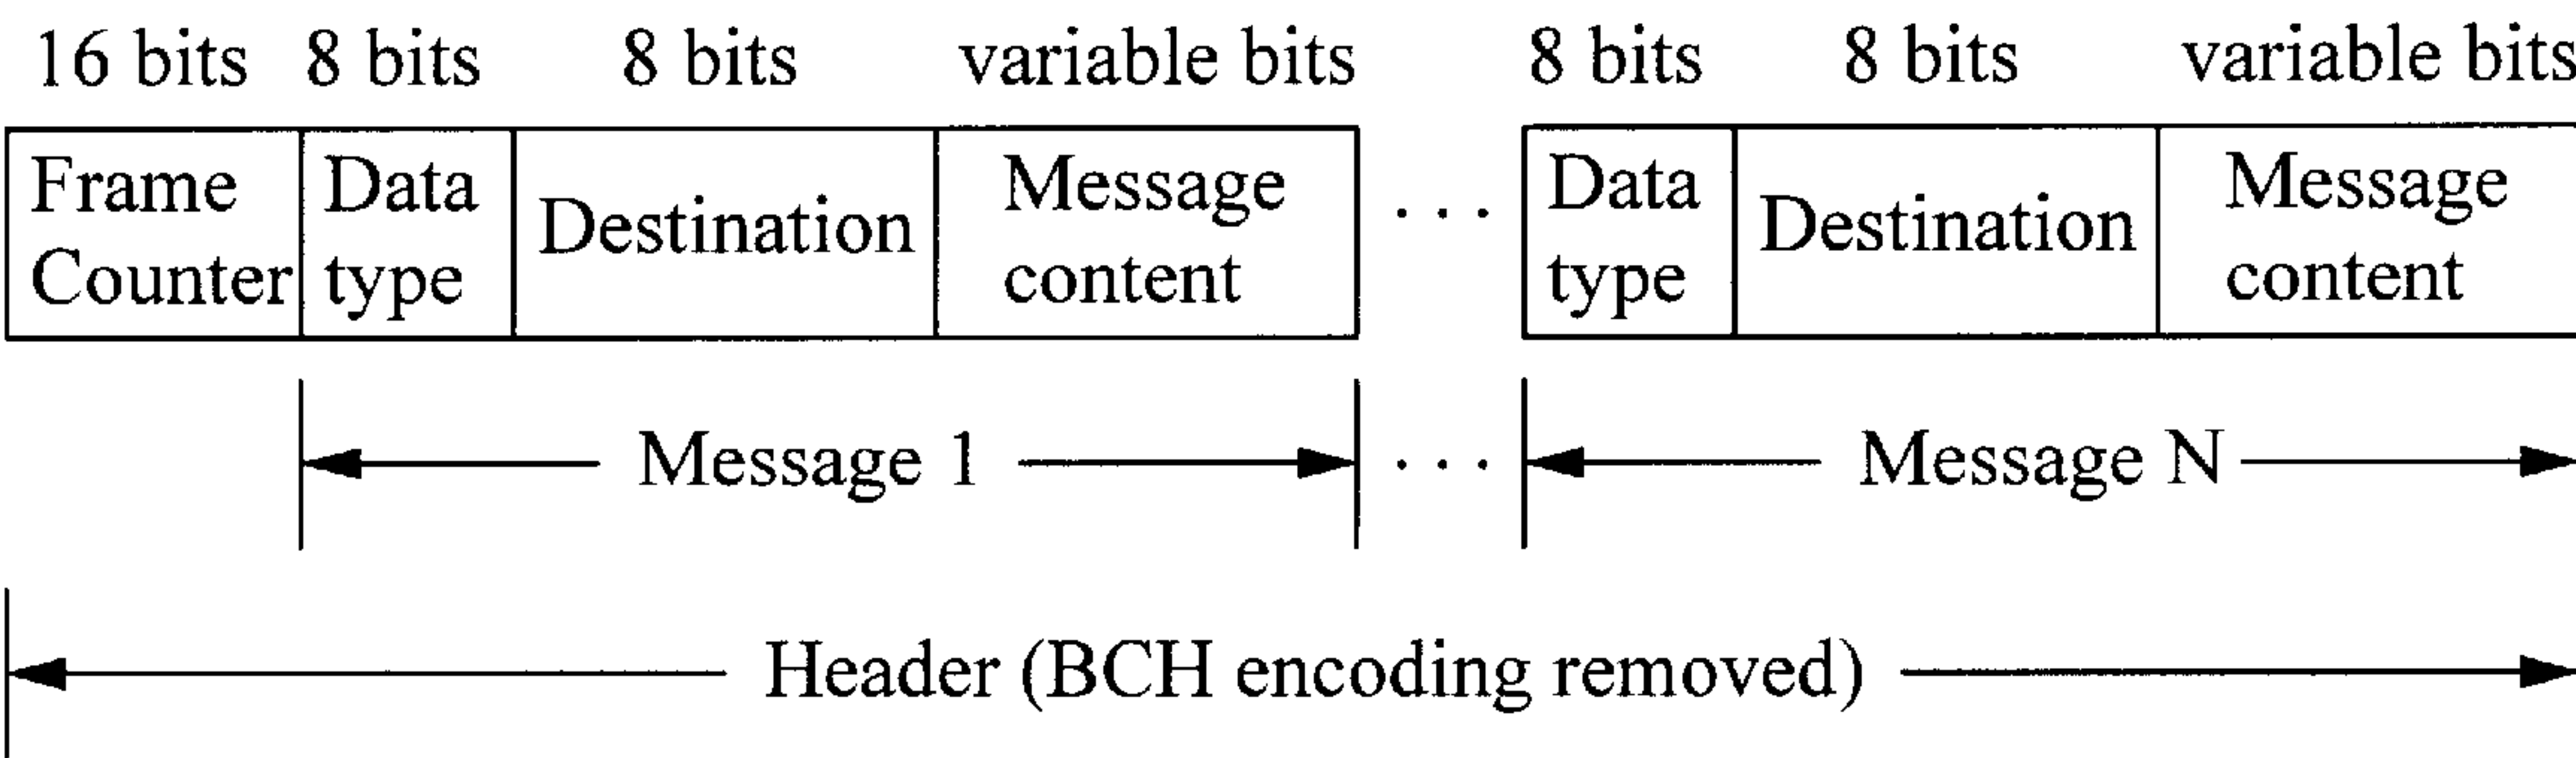 16 bits 8 bits 8 bits variable bits 8 bits 8 bits variable bits
Frame Data Message Data Message
Destination · · · Destination
Counter type content type content
Message 1 · · · Message N
Header (BCH encoding removed)